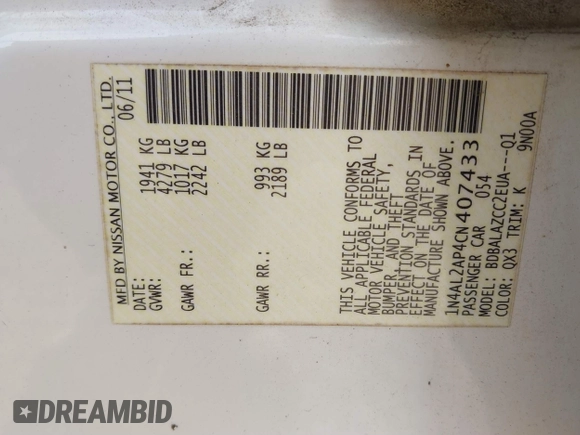 MFD BY NISSAN MOTOR CO., LTD.
DATE: 06/11
GVWR: 1941 KG
4279 LB
GAWR FR.: 1017 KG
2242 LB
GAWR RR.: 993 KG
2189 LB
THIS VEHICLE CONFORMS TO
ALL APPLICABLE FEDERAL
MOTOR VEHICLE SAFETY,
BUMPER, AND THEFT
PREVENTION STANDARDS IN
EFFECT ON THE DATE OF
MANUFACTURE SHOWN ABOVE.
1N4AL2AP4CN407433
PASSENGER CAR 054
MODEL: BDBALAZCC2EUA---Q1
COLOR: QX3 TRIM: K 9N00A
DREAMBID